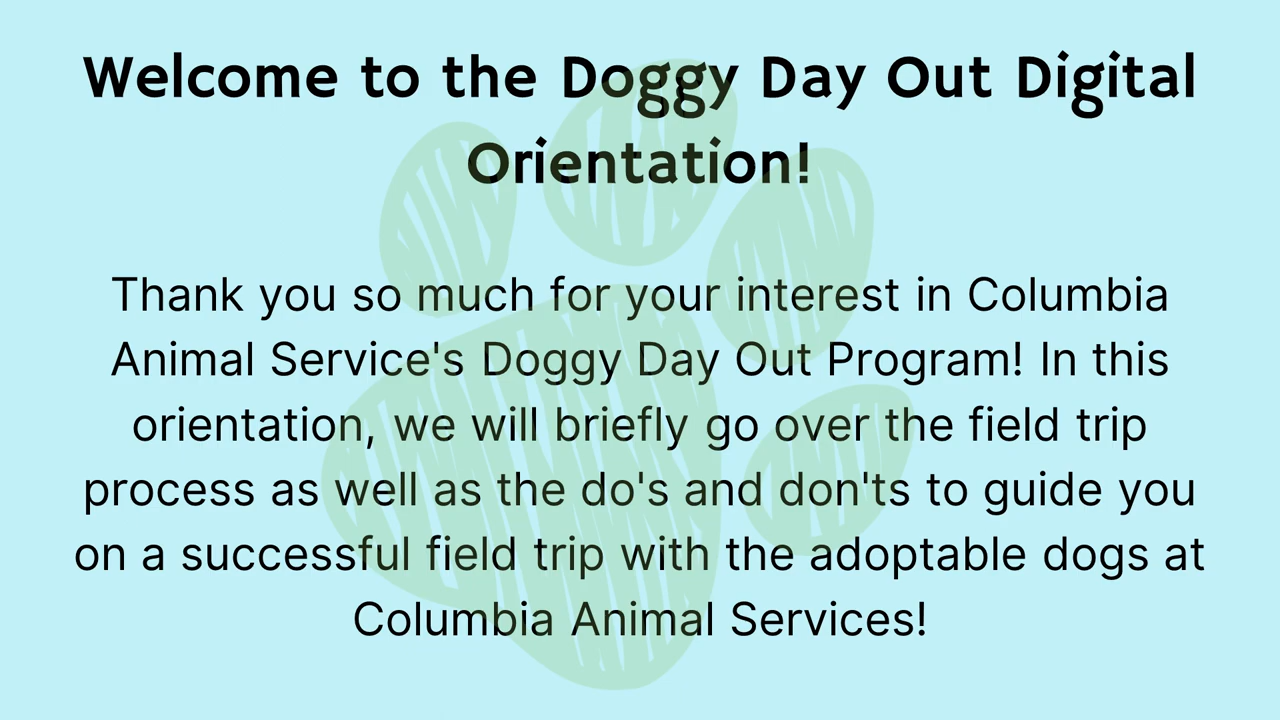 Welcome to the Doggy Day Out Digital
Orientation!
Thank you so much for your interest in Columbia
Animal Service's Doggy Day Out Program! In this
orientation, we will briefly go over the field trip
process as well as the do's and don'ts to guide you
on a successful field trip with the adoptable dogs at
Columbia Animal Services!